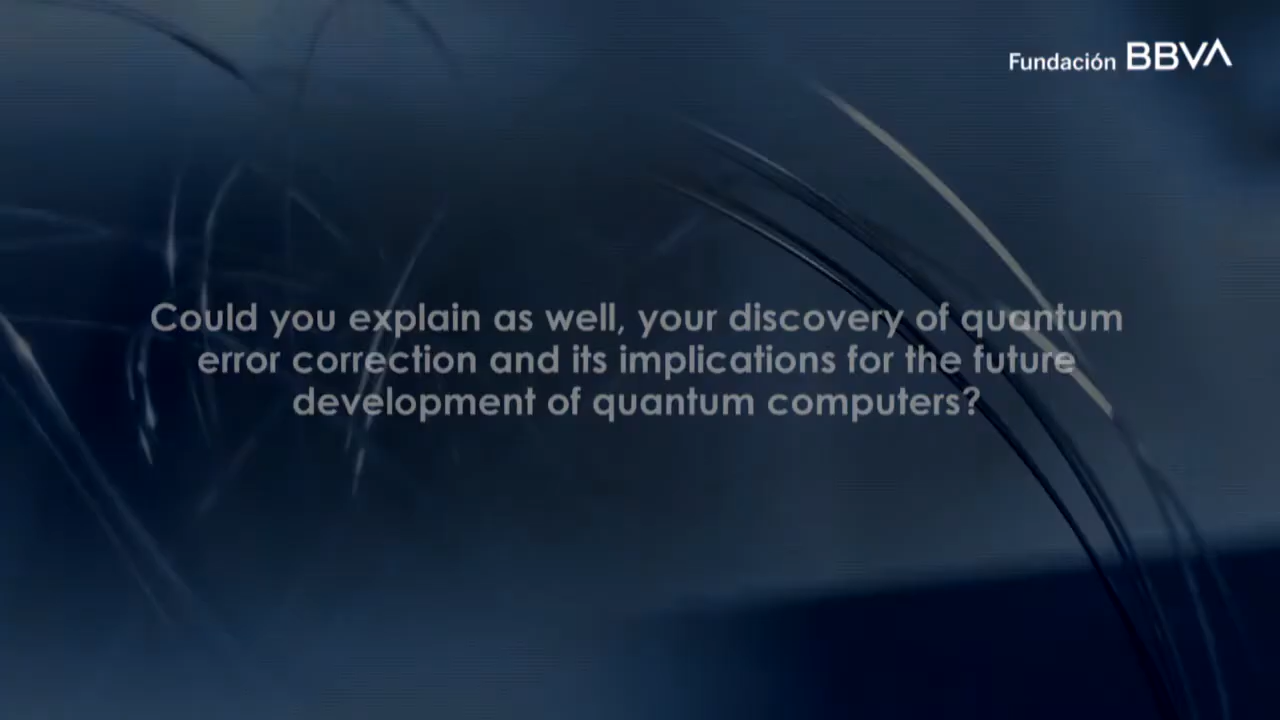 Fundación BBVA
Could you explain as well, your discovery of quantum
error correction and its implications for the future
development of quantum computers?